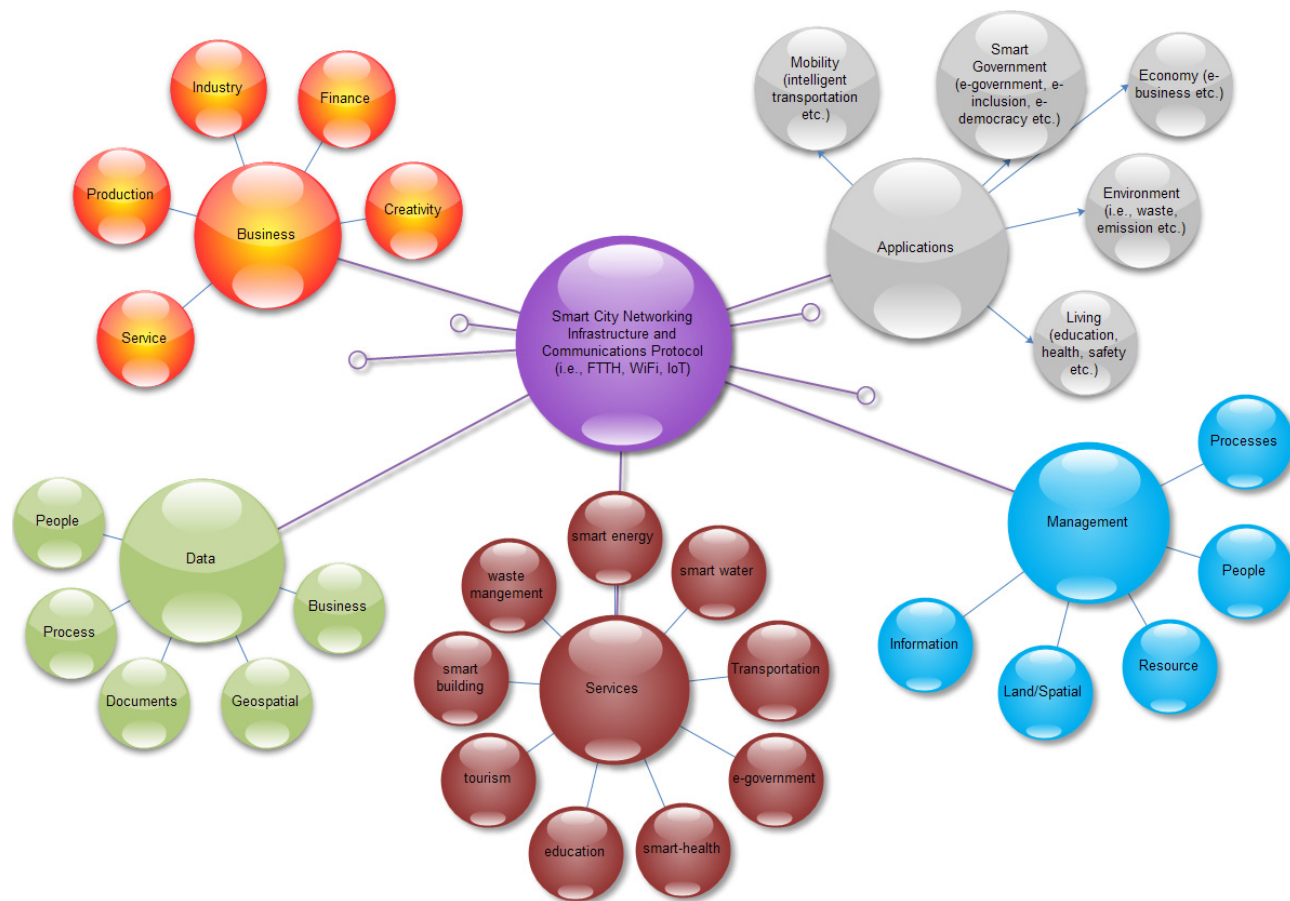 Industry
Finance
Production
Creativity
Business
Service
Mobility
(intelligent
transportation
etc.)
Smart
Government
(e-government, e-
inclusion, e-
democracy etc.)
Economy (e-
business etc.)
Environment
(i.e., waste,
emission etc.)
Applications
Living
(education,
health, safety
etc.)
Smart City Networking
Infrastructure and
Communications Protocol
(i.e., FTTH, WiFi, IoT)
People
Data
Business
Process
Documents
Geospatial
smart energy
waste
mangement
smart water
smart
building
Services
Transportation
tourism
e-government
education
smart-health
Processes
Management
People
Information
Resource
Land/Spatial